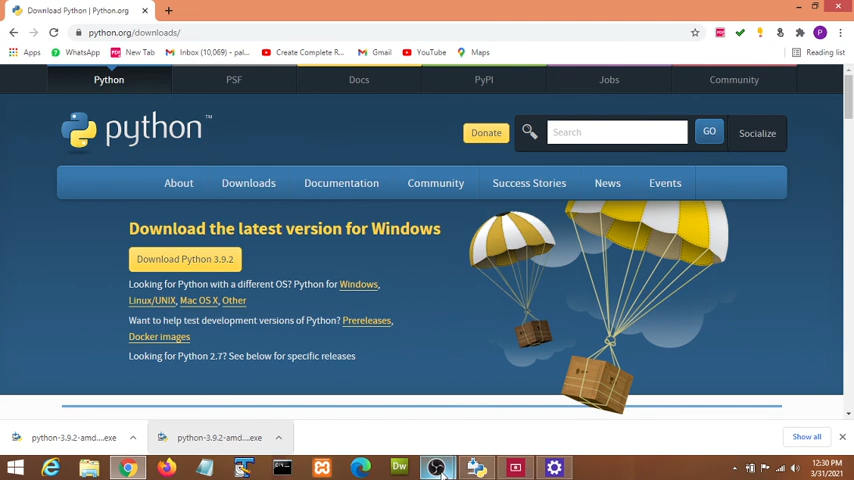 Download Python | Python.org
python.org/downloads/
Apps WhatsApp New Tab Inbox (10,069) - pal... Create Complete R... Gmail YouTube Maps Reading list
Python PSF Docs PyPI Jobs Community
python™
Donate Search GO Socialize
About Downloads Documentation Community Success Stories News Events
Download the latest version for Windows
Download Python 3.9.2
Looking for Python with a different OS? Python for Windows,
Linux/UNIX, Mac OS X, Other
Want to help test development versions of Python? Prereleases,
Docker images
Looking for Python 2.7? See below for specific releases
python-3.9.2-amd....exe python-3.9.2-amd....exe Show all
Dw
12:30 PM
3/31/2021